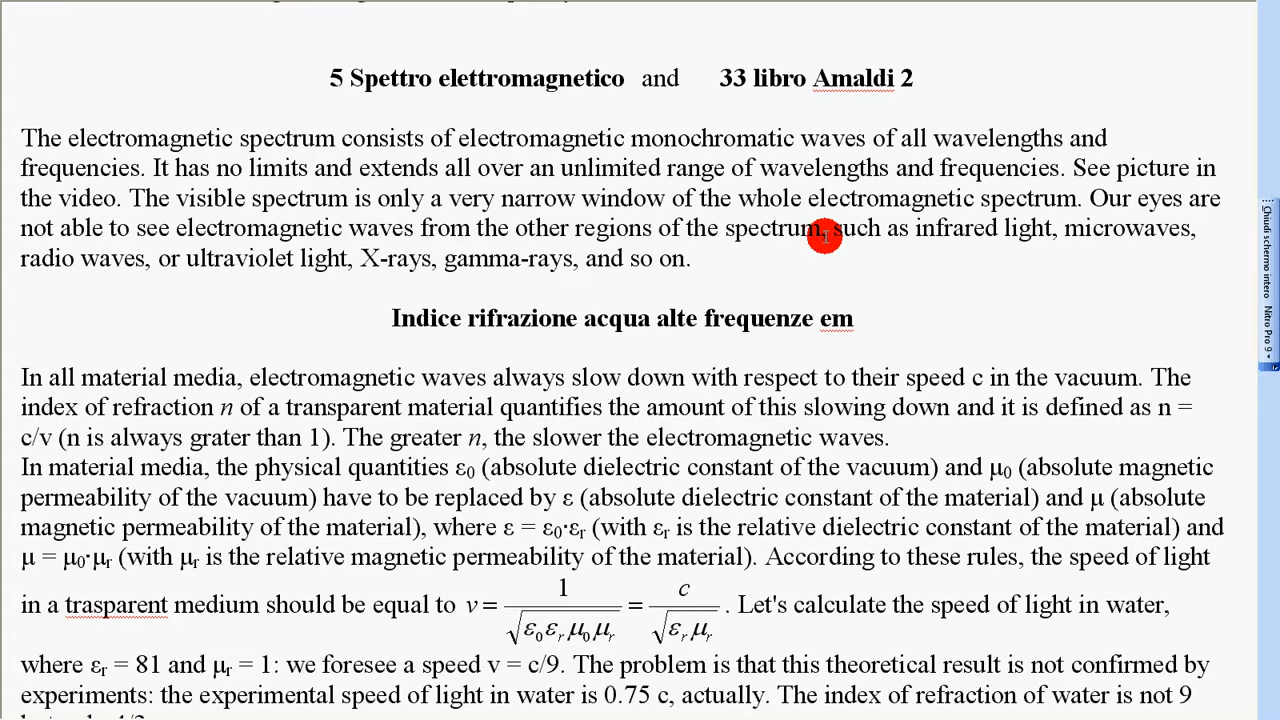 5 Spettro elettromagnetico and 33 libro Amaldi 2
The electromagnetic spectrum consists of electromagnetic monochromatic waves of all wavelengths and
frequencies. It has no limits and extends all over an unlimited range of wavelengths and frequencies. See picture in
the video. The visible spectrum is only a very narrow window of the whole electromagnetic spectrum. Our eyes are
not able to see electromagnetic waves from the other regions of the spectrum, such as infrared light, microwaves,
radio waves, or ultraviolet light, X-rays, gamma-rays, and so on.
Indice rifrazione acqua alte frequenze em
In all material media, electromagnetic waves always slow down with respect to their speed c in the vacuum. The
index of refraction n of a transparent material quantifies the amount of this slowing down and it is defined as n =
c/v (n is always grater than 1). The greater n, the slower the electromagnetic waves.
In material media, the physical quantities ε₀ (absolute dielectric constant of the vacuum) and μ₀ (absolute magnetic
permeability of the vacuum) have to be replaced by ε (absolute dielectric constant of the material) and μ (absolute
magnetic permeability of the material), where ε = ε₀·εᵣ (with εᵣ is the relative dielectric constant of the material) and
μ = μ₀·μᵣ (with μᵣ is the relative magnetic permeability of the material). According to these rules, the speed of light
in a trasparent medium should be equal to v = 1/√(ε₀εᵣμ₀μᵣ) = c/√(εᵣμᵣ) . Let's calculate the speed of light in water,
where εᵣ = 81 and μᵣ = 1: we foresee a speed v = c/9. The problem is that this theoretical result is not confirmed by
experiments: the experimental speed of light in water is 0.75 c, actually. The index of refraction of water is not 9
Chiudi schermo intero Nitro Pro 9